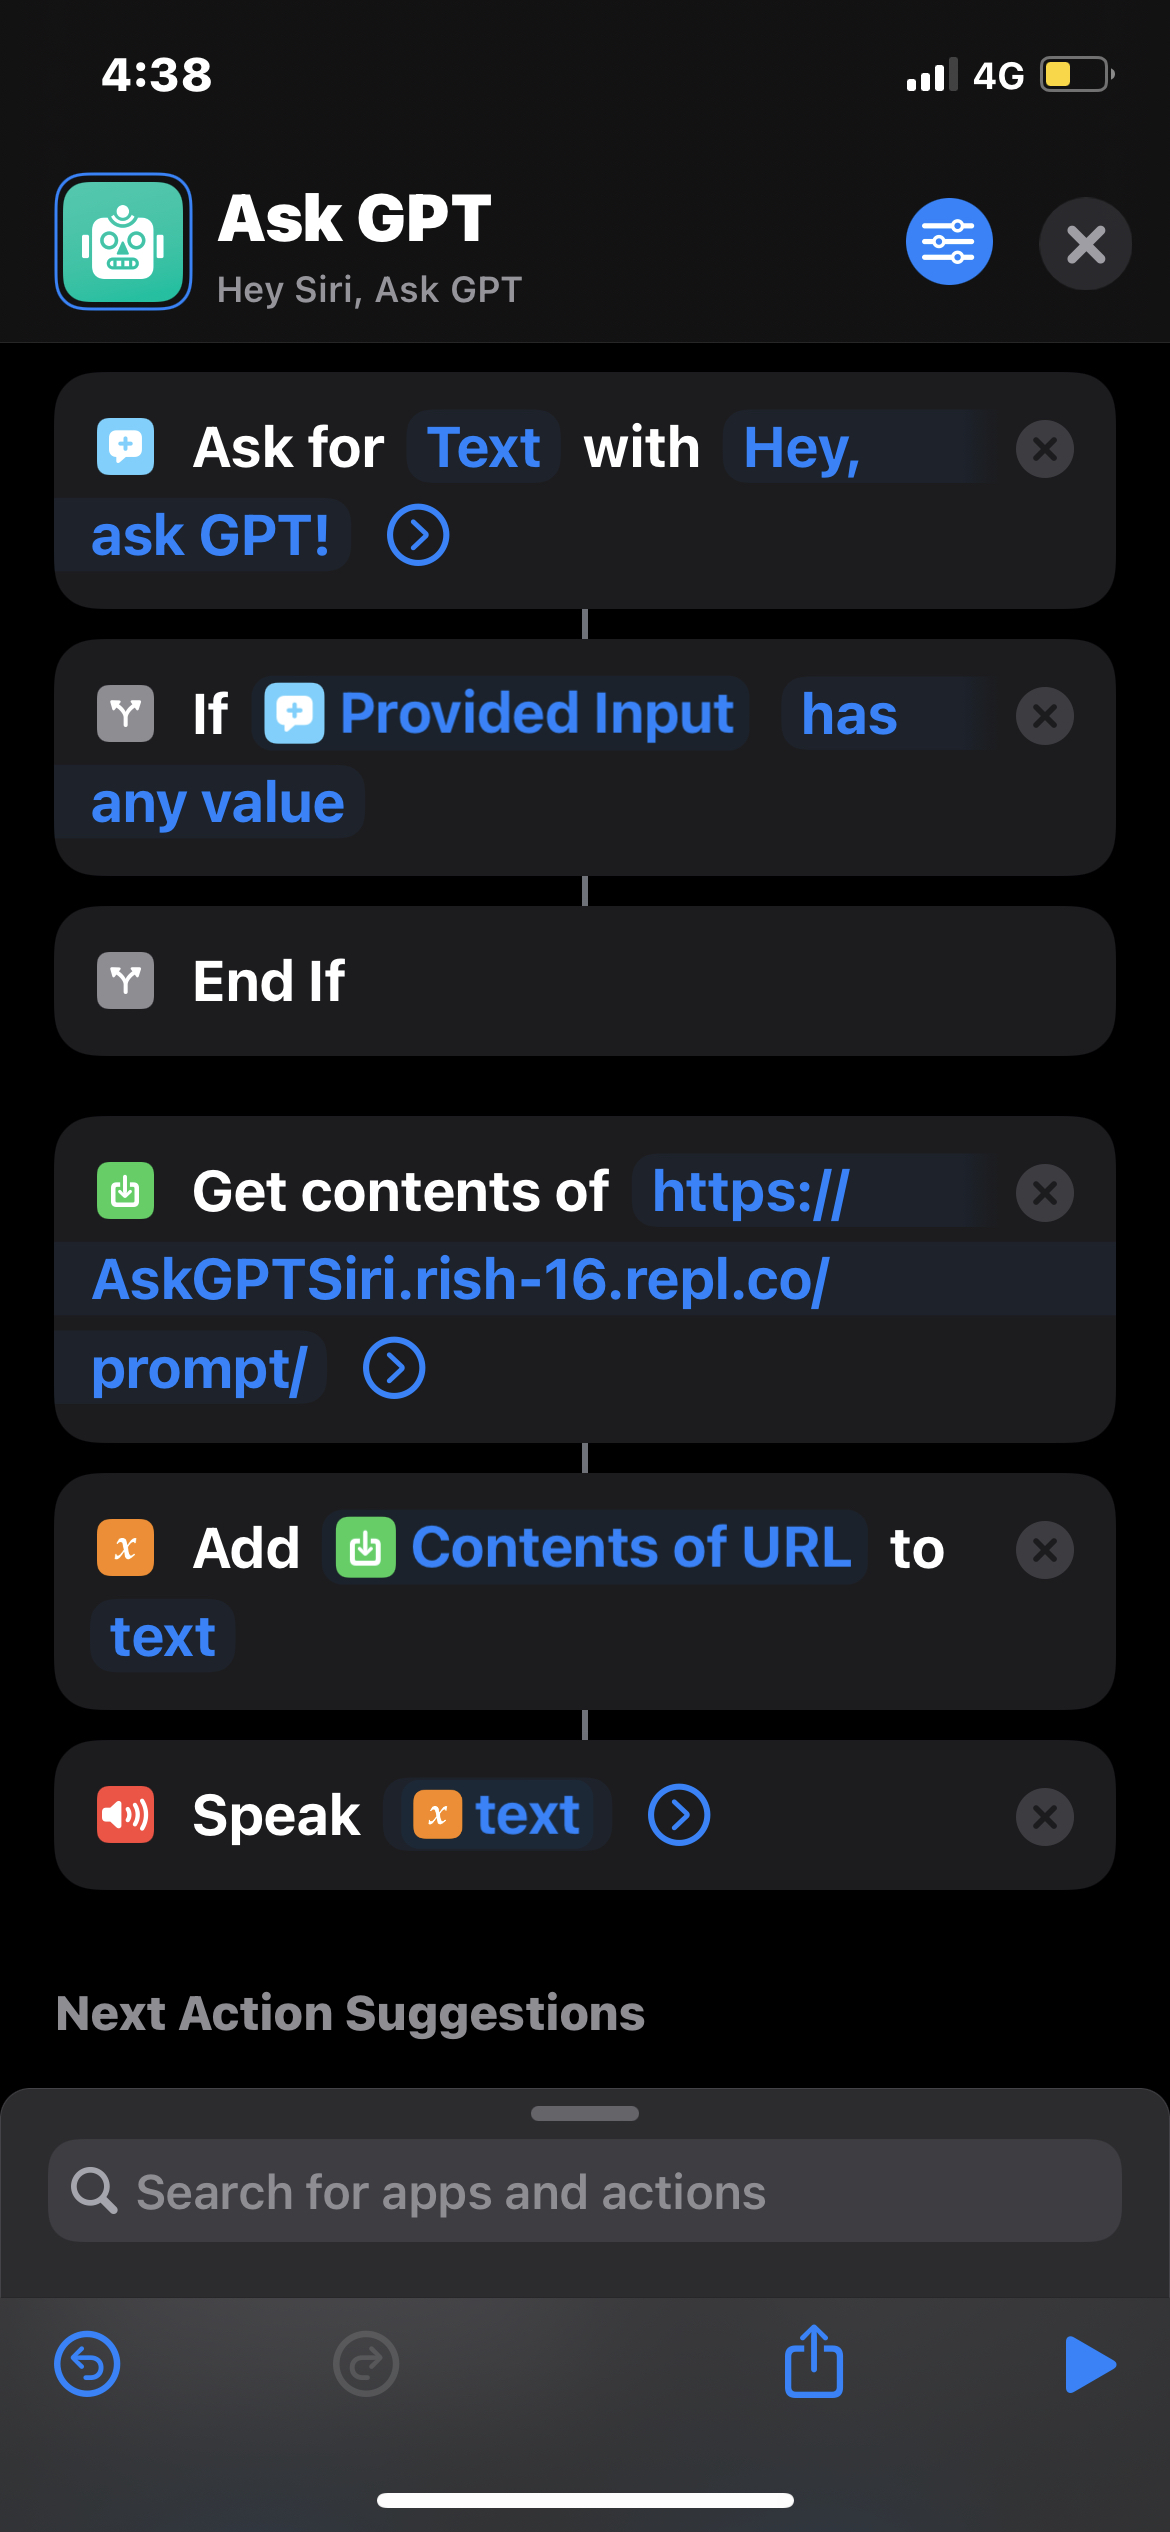 4:38 4G
Ask GPT
Hey Siri, Ask GPT
Ask for Text with Hey,
ask GPT!
If Provided Input has
any value
End If
Get contents of https://
AskGPTSiri.rish-16.repl.co/
prompt/
x Add Contents of URL to
text
Speak x text
Next Action Suggestions
Search for apps and actions